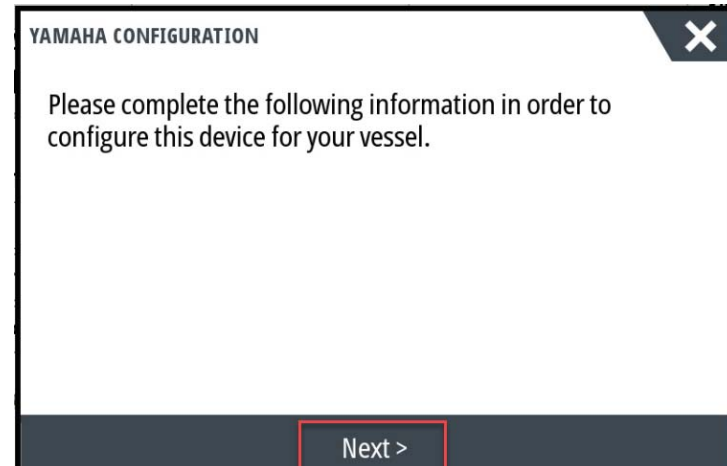 YAMAHA CONFIGURATION
Please complete the following information in order to
configure this device for your vessel.
Next >